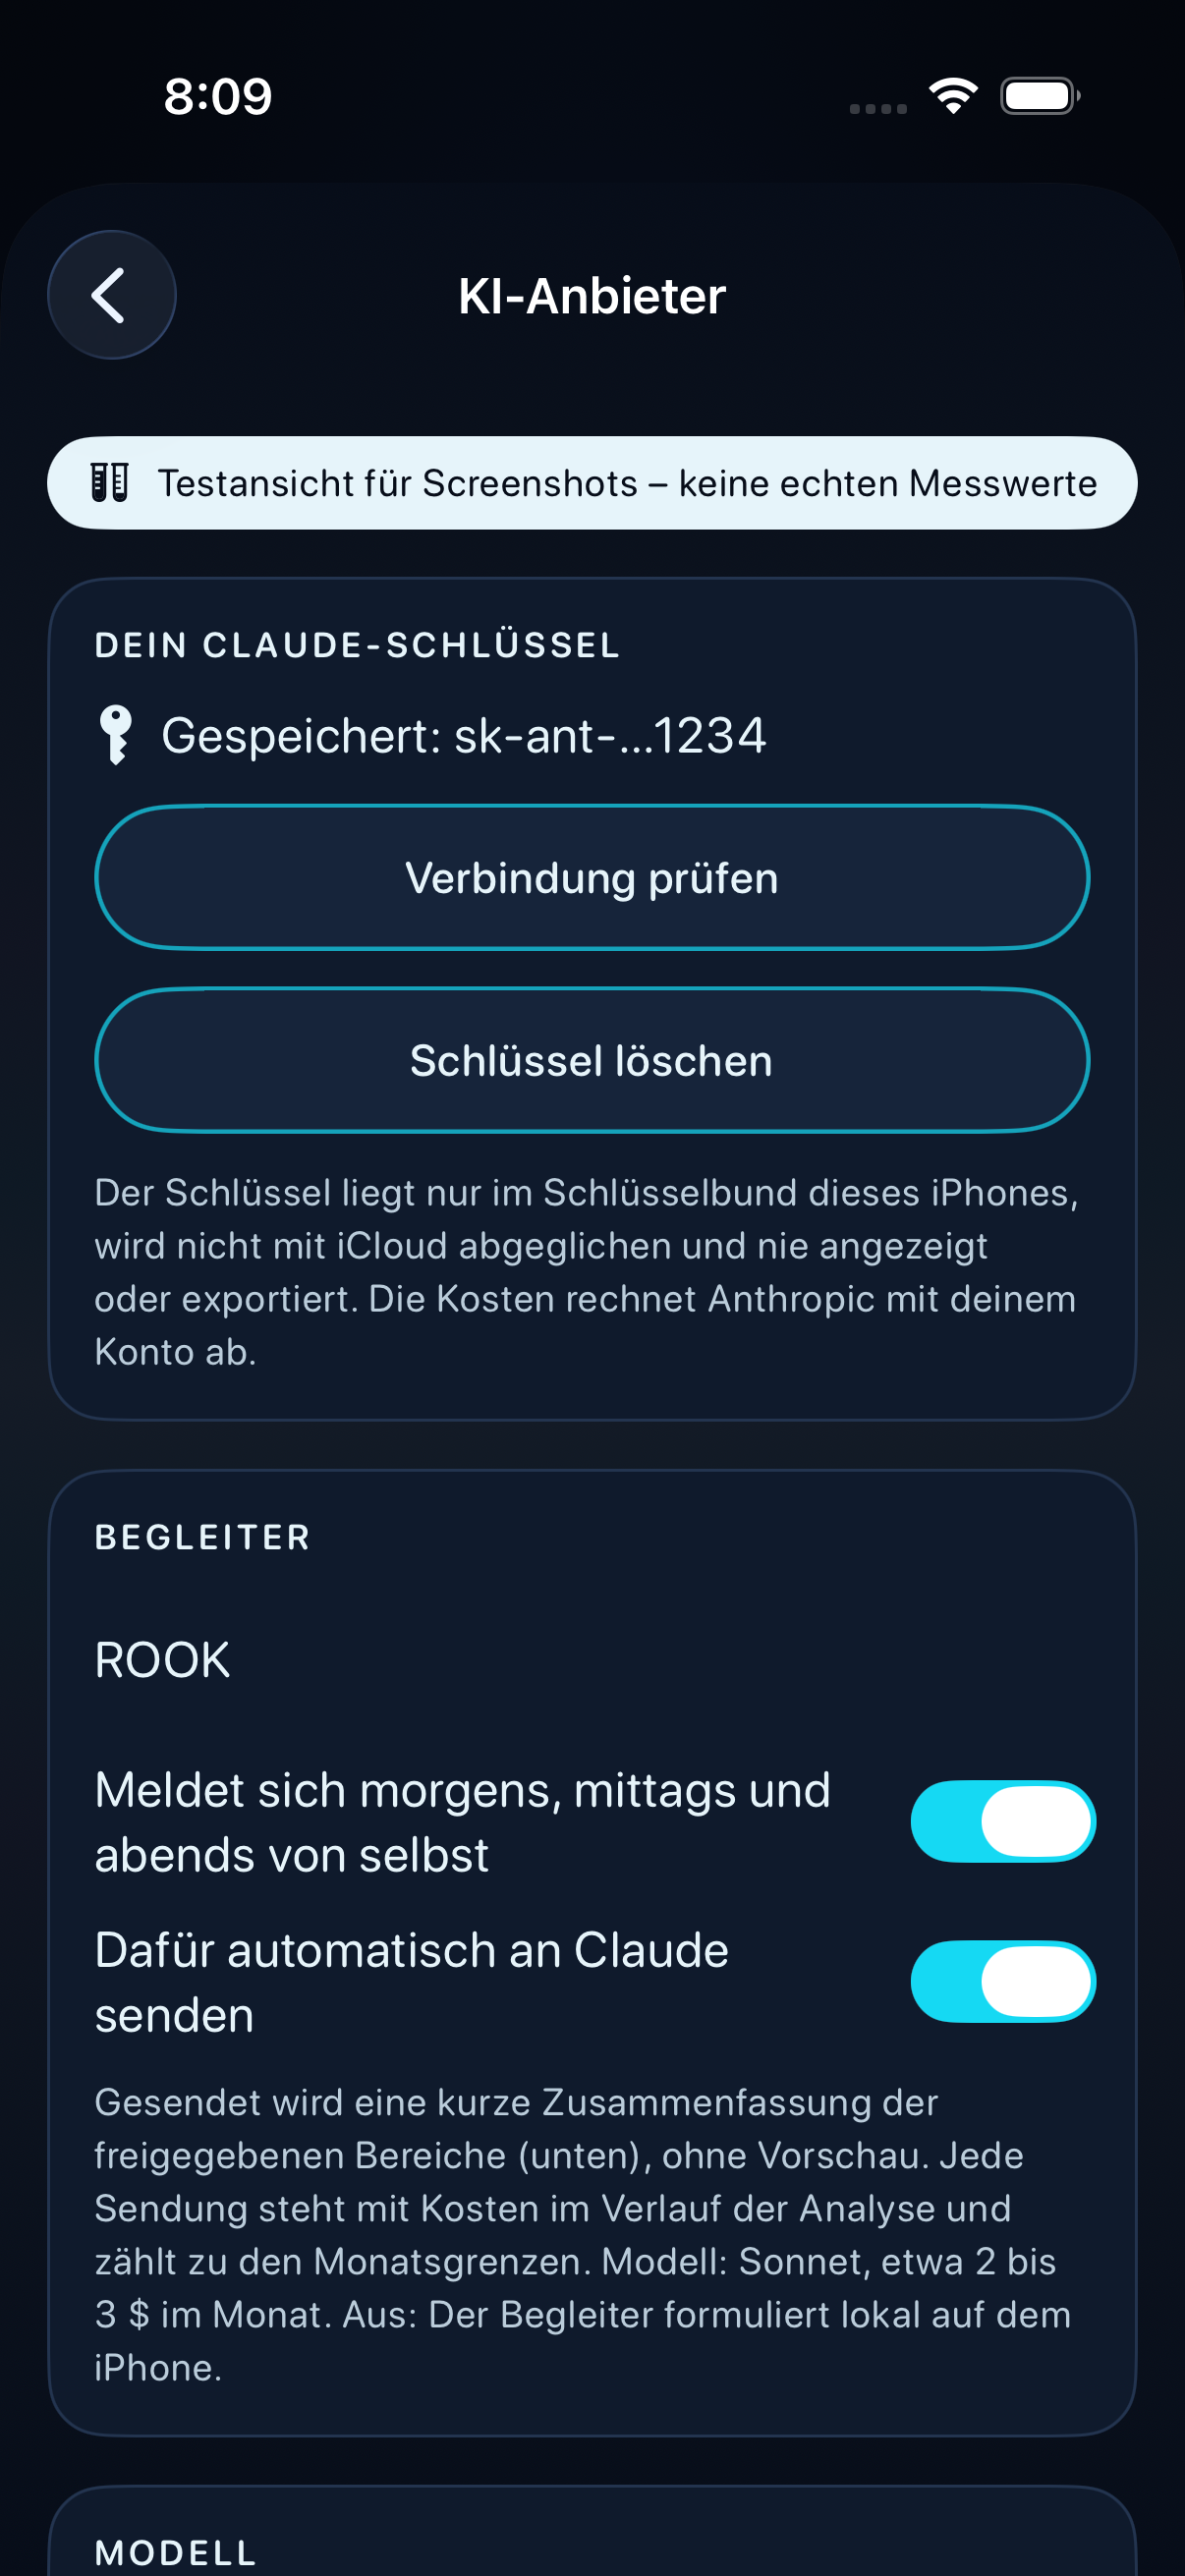 8:09
KI-Anbieter
Testansicht für Screenshots – keine echten Messwerte
DEIN CLAUDE-SCHLÜSSEL
Gespeichert: sk-ant-...1234
Verbindung prüfen
Schlüssel löschen
Der Schlüssel liegt nur im Schlüsselbund dieses iPhones,
wird nicht mit iCloud abgeglichen und nie angezeigt
oder exportiert. Die Kosten rechnet Anthropic mit deinem
Konto ab.
BEGLEITER
ROOK
Meldet sich morgens, mittags und
abends von selbst
Dafür automatisch an Claude
senden
Gesendet wird eine kurze Zusammenfassung der
freigegebenen Bereiche (unten), ohne Vorschau. Jede
Sendung steht mit Kosten im Verlauf der Analyse und
zählt zu den Monatsgrenzen. Modell: Sonnet, etwa 2 bis
3 $ im Monat. Aus: Der Begleiter formuliert lokal auf dem
iPhone.
MODELL